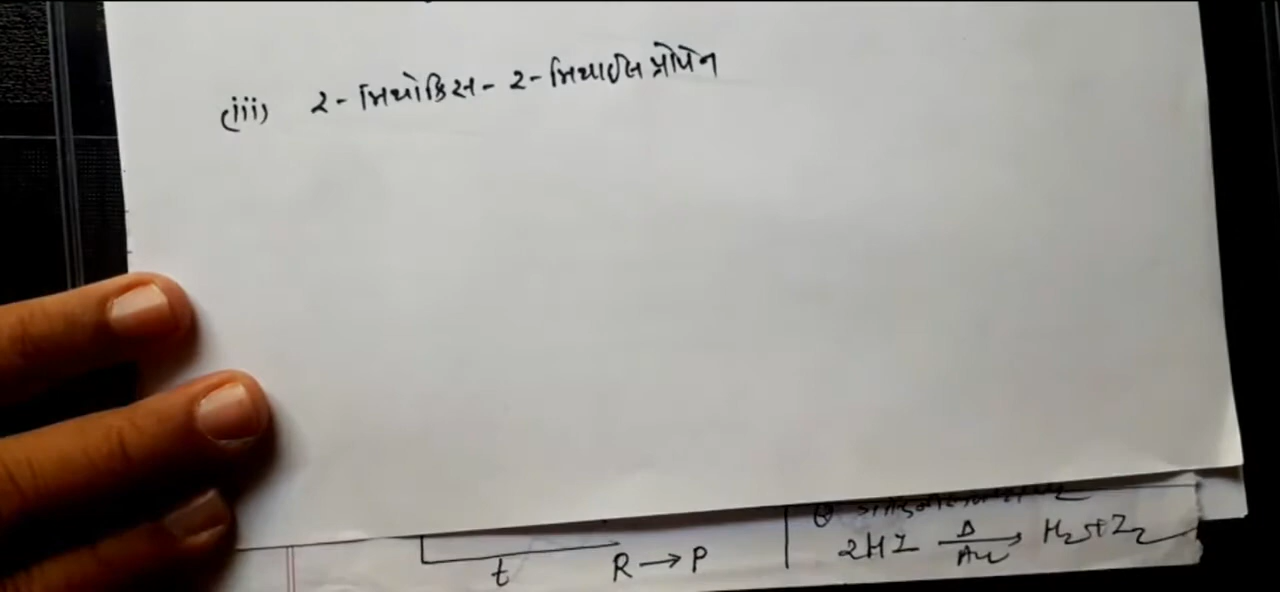 (iii) ૨- મિથોક્સિ - ૨- મિથાઈલ પ્રોપેન
t R → P
2HI Δ Au → H₂ + I₂